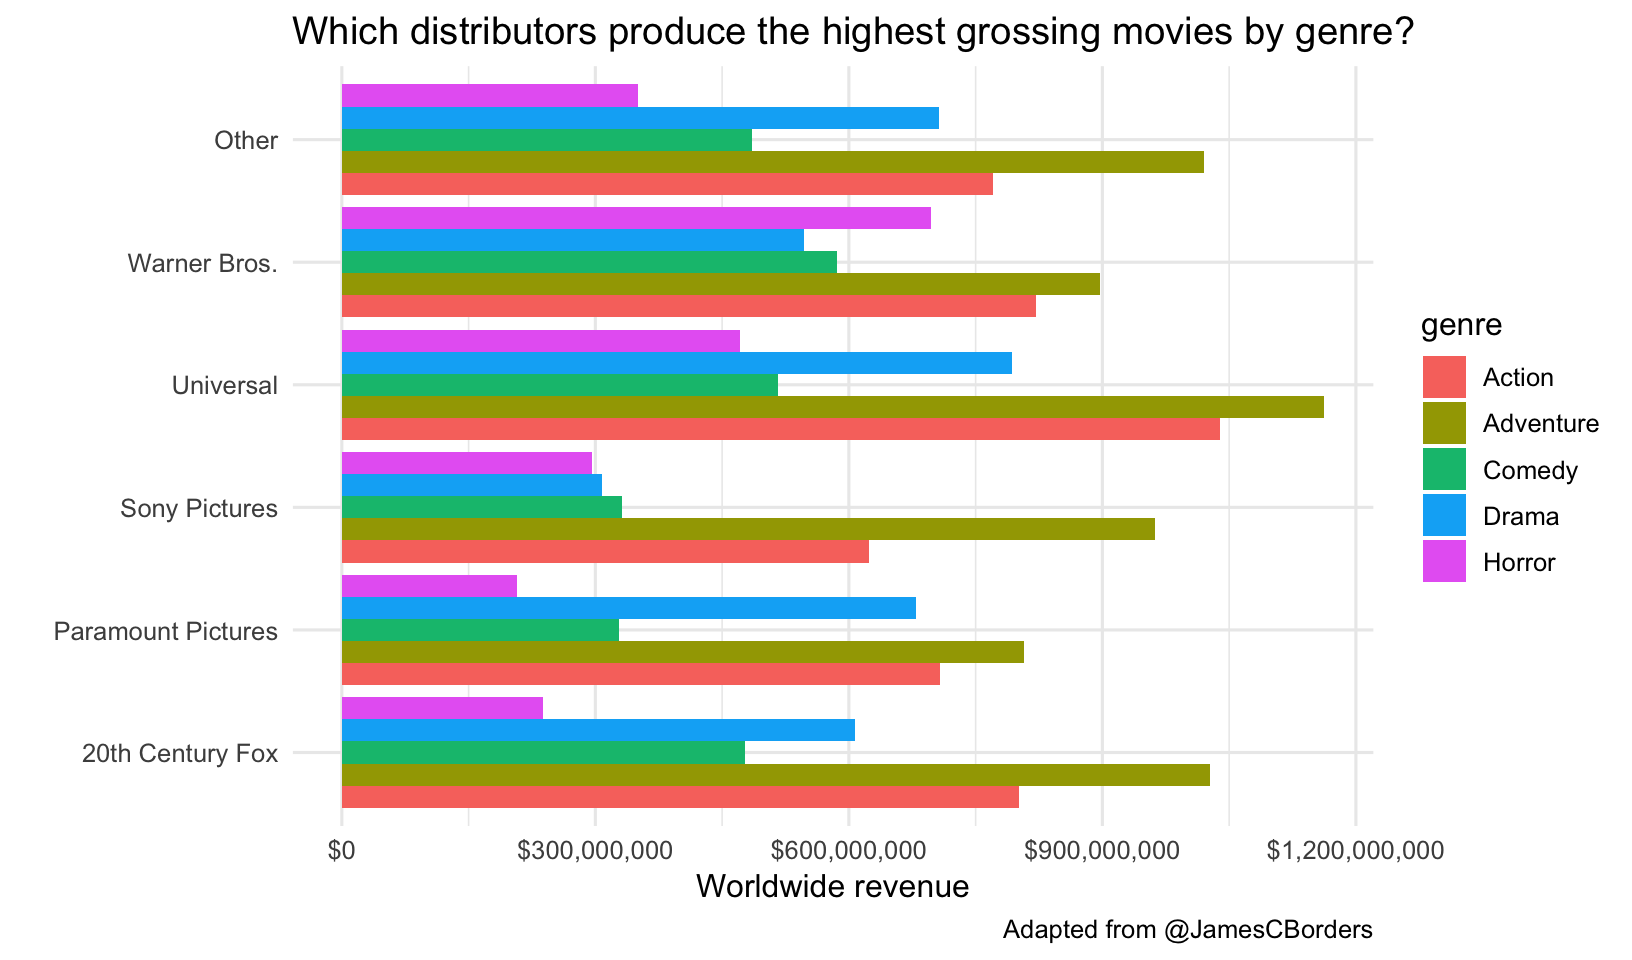 Which distributors produce the highest grossing movies by genre?
Other
Warner Bros.
Universal
Sony Pictures
Paramount Pictures
20th Century Fox
$0
$300,000,000
$600,000,000
$900,000,000
$1,200,000,000
Worldwide revenue
genre
Action
Adventure
Comedy
Drama
Horror
Adapted from @JamesCBorders